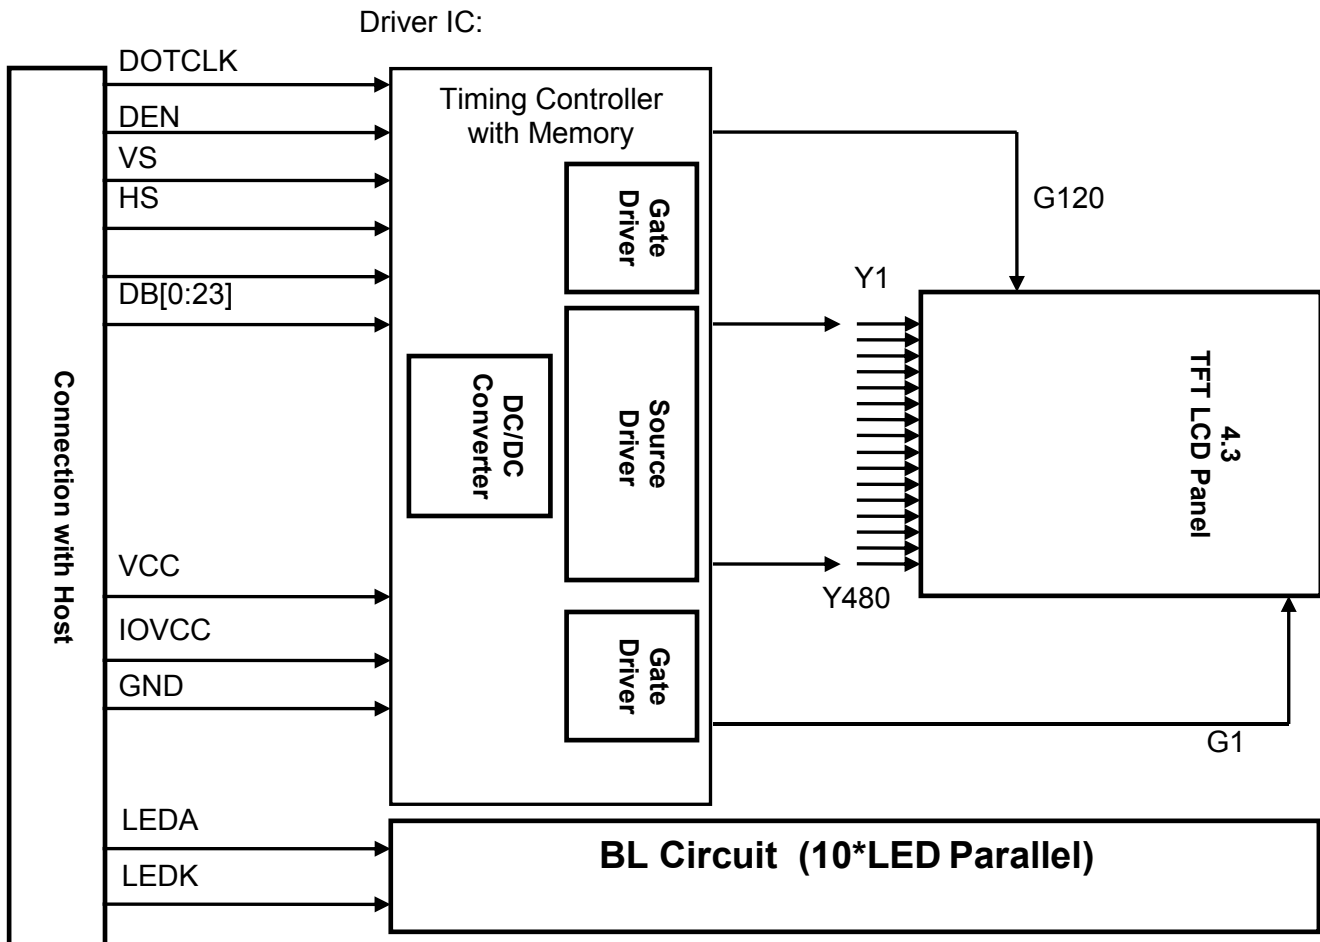 Driver IC:
DOTCLK
DEN
VS
HS
DB[0:23]
VCC
IOVCC
GND
LEDA
LEDK
Connection with Host
Timing Controller
with Memory
Gate
Driver
DC/DC
Converter
Source
Driver
Gate
Driver
G120
Y1
Y480
G1
4.3
TFT LCD Panel
BL Circuit (10*LED Parallel)